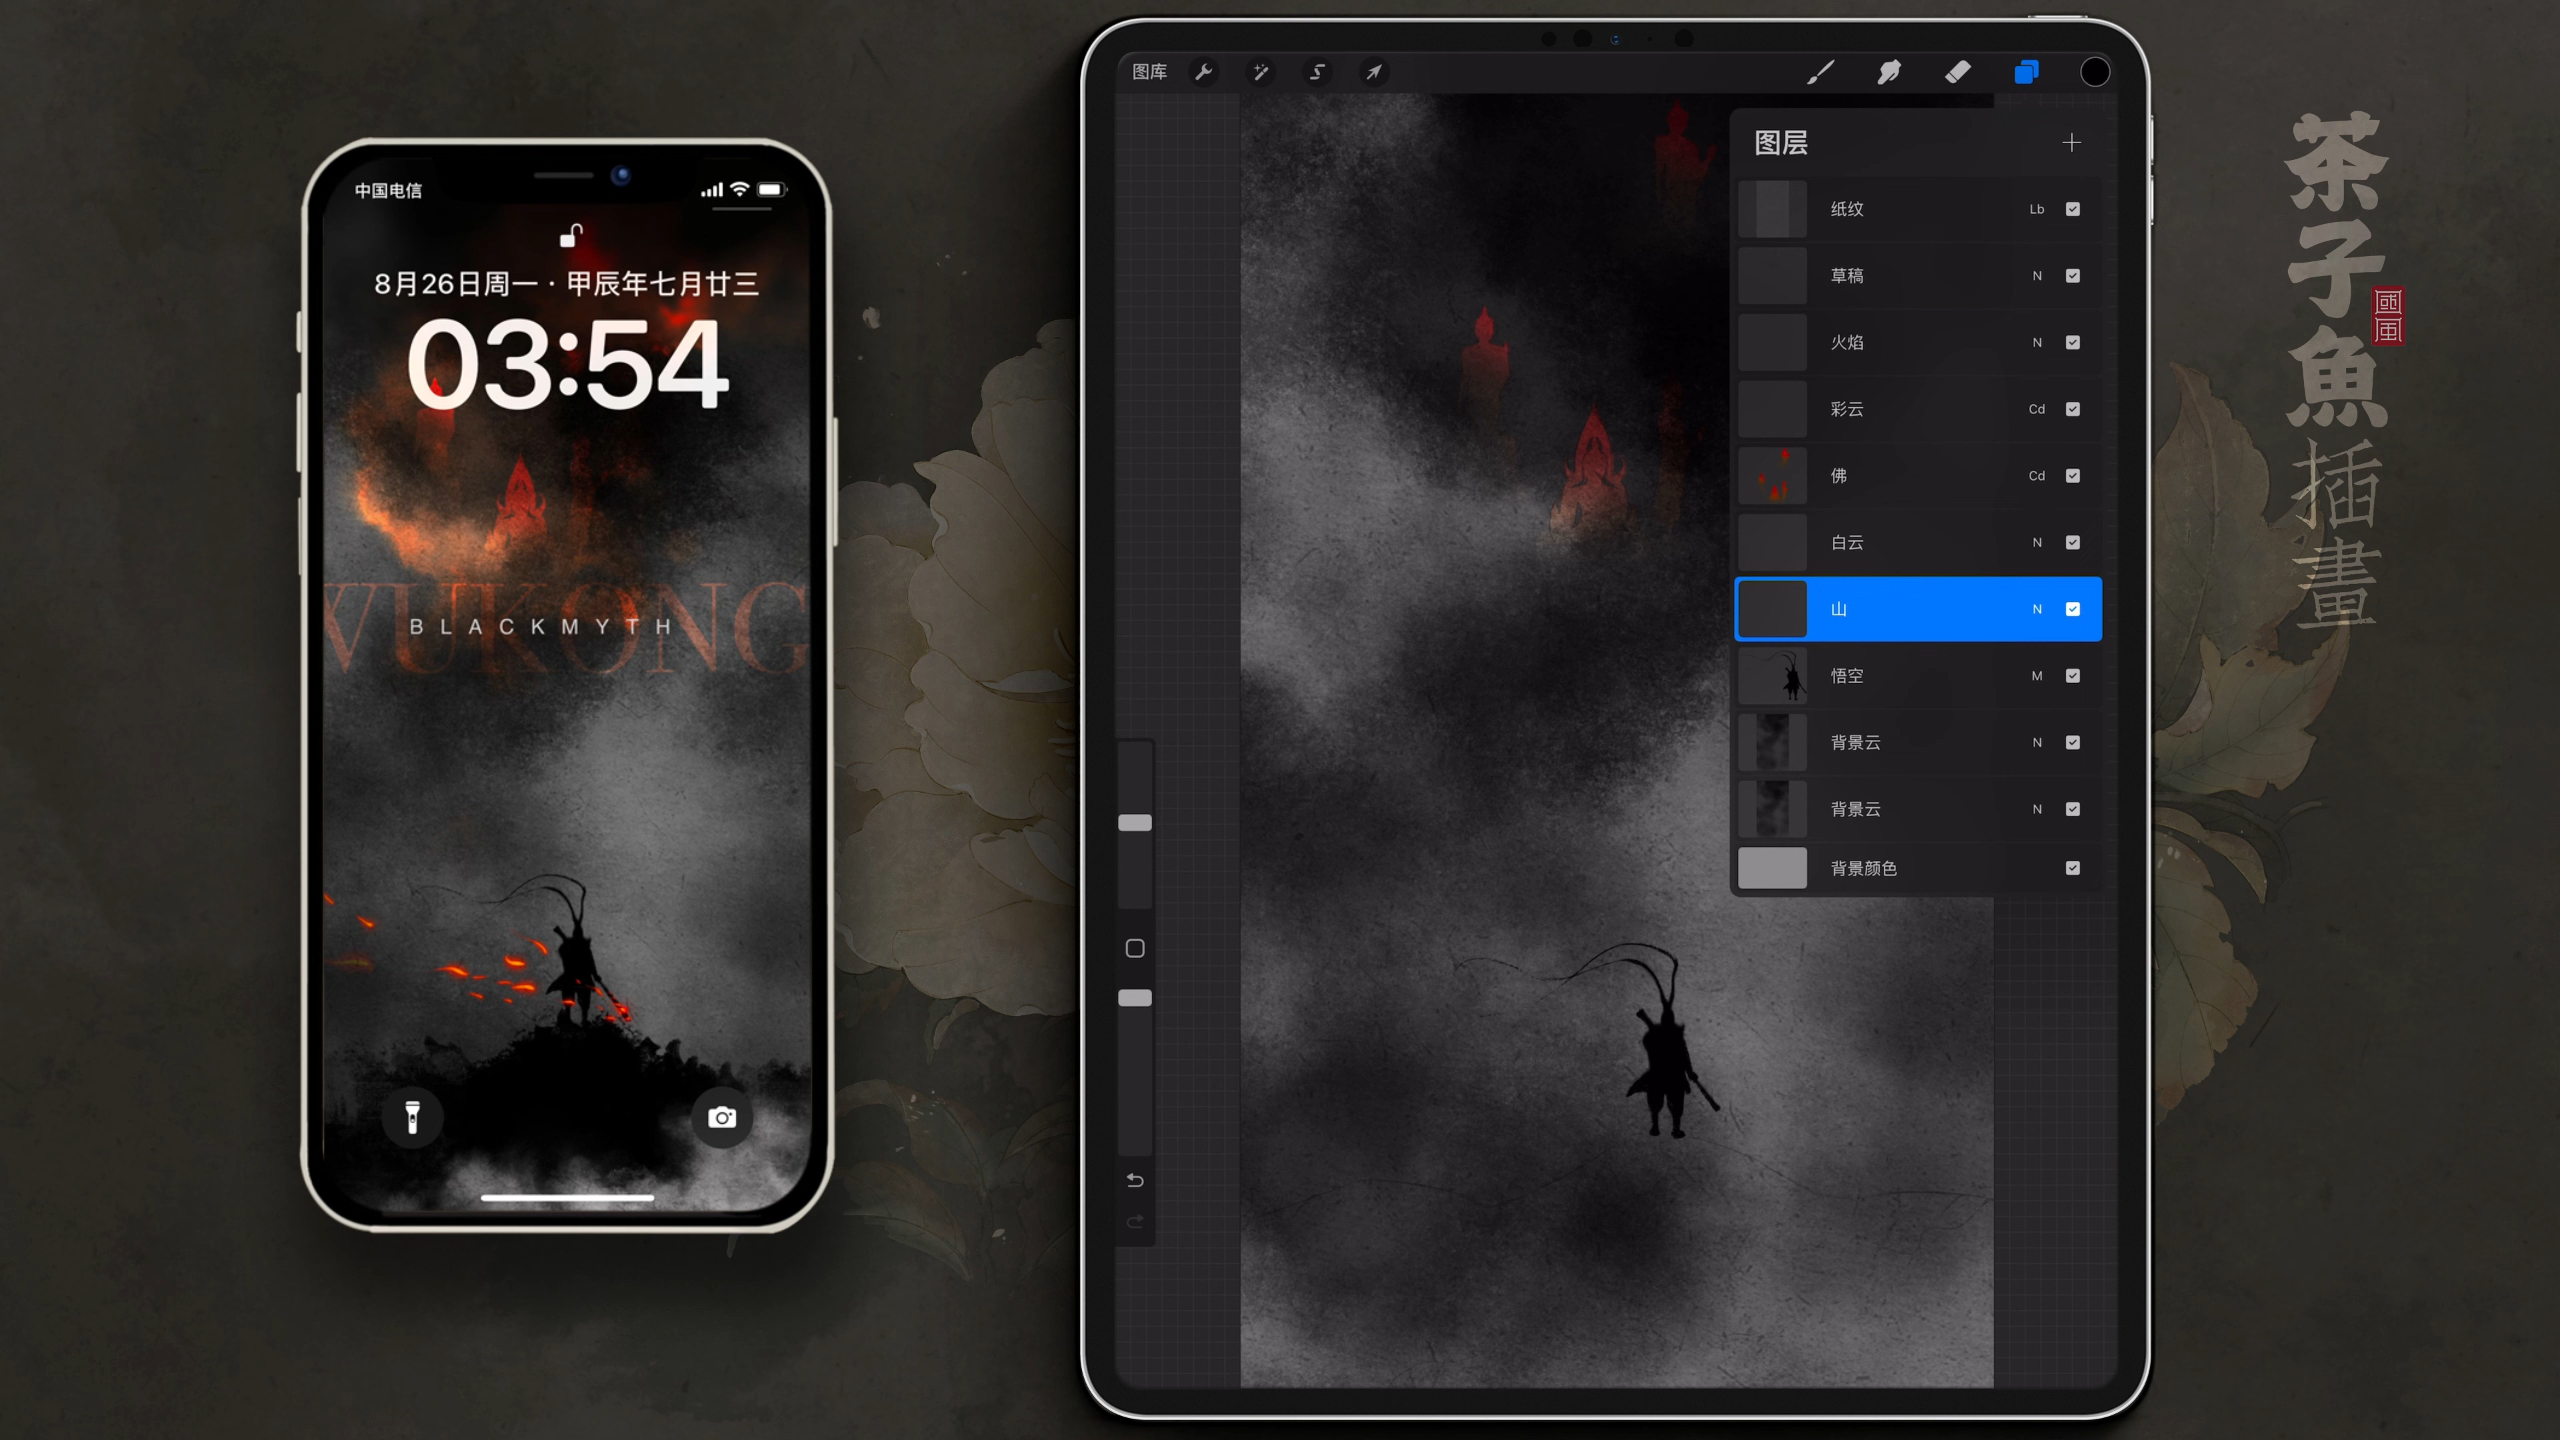 中国电信
8月26日周一 · 甲辰年七月廿三
03:54
WUKONG
BLACKMYTH
图库
图层
纸纹 Lb
草稿 N
火焰 N
彩云 Cd
佛 Cd
白云 N
山 N
悟空 M
背景云 N
背景云 N
背景颜色
茶子魚插畫
國風